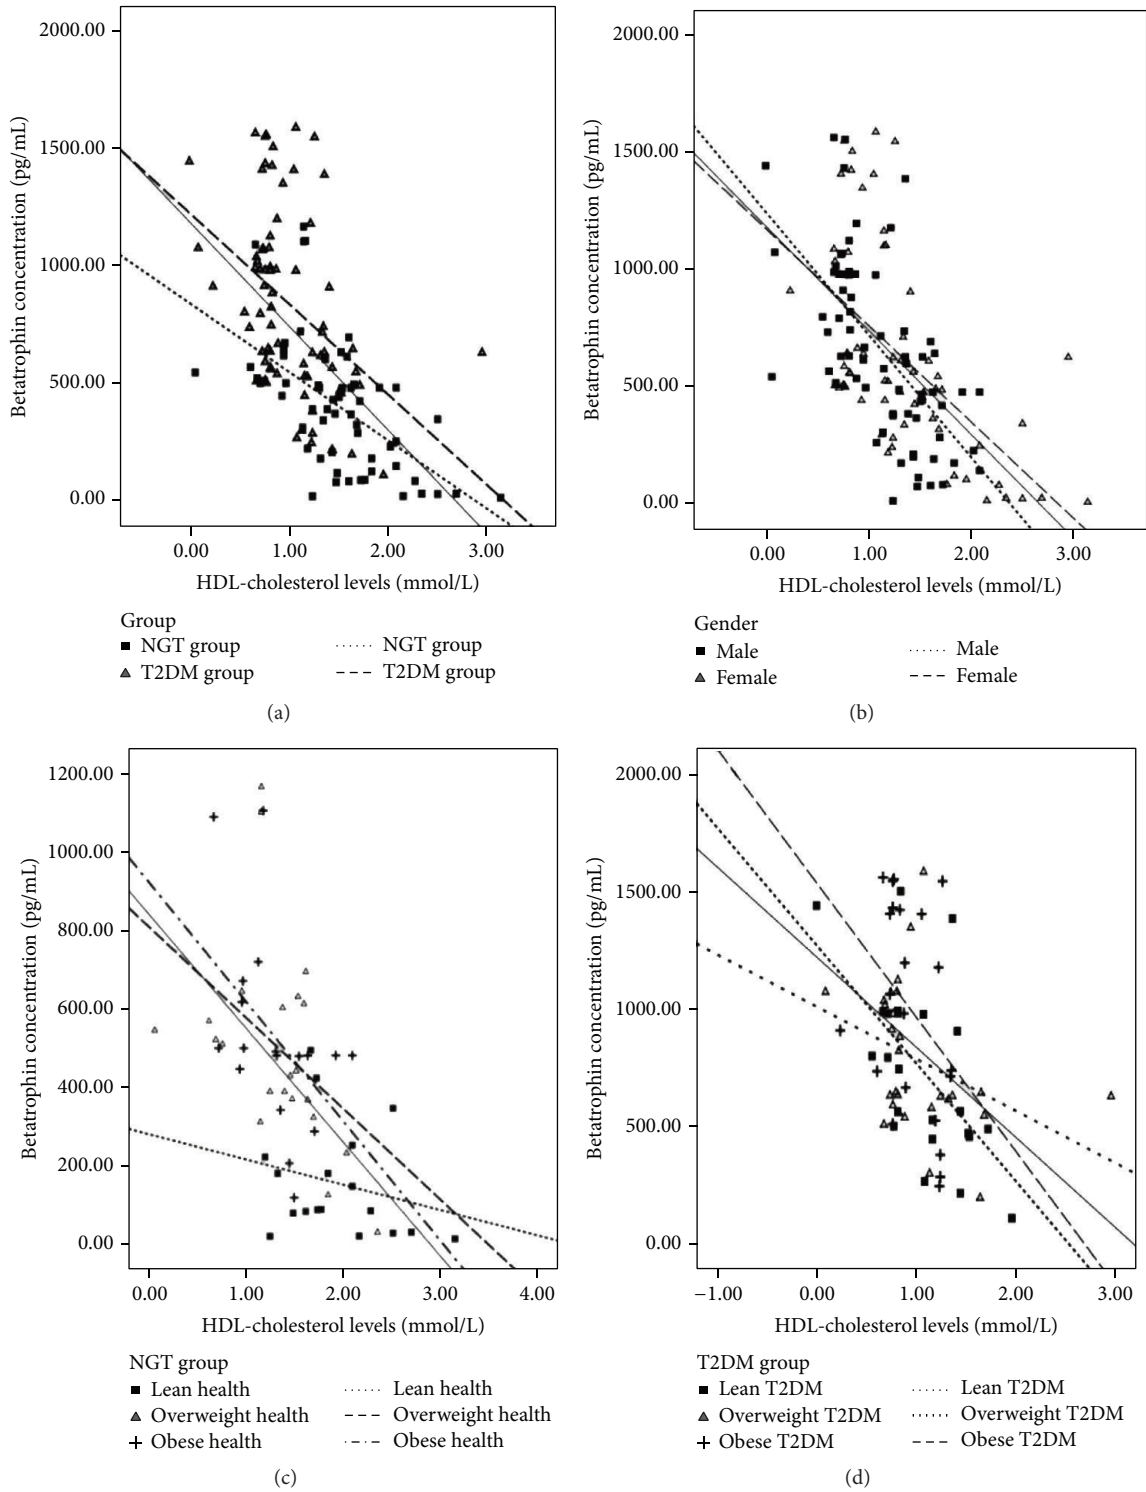 2000.00
1500.00
1000.00
500.00
0.00
Betatrophin concentration (pg/mL)
0.00 1.00 2.00 3.00
HDL-cholesterol levels (mmol/L)
Group
NGT group NGT group
T2DM group T2DM group
(a)
2000.00
1500.00
1000.00
500.00
0.00
Betatrophin concentration (pg/mL)
0.00 1.00 2.00 3.00
HDL-cholesterol levels (mmol/L)
Gender
Male Male
Female Female
(b)
1200.00
1000.00
800.00
600.00
400.00
200.00
0.00
Betatrophin concentration (pg/mL)
0.00 1.00 2.00 3.00 4.00
HDL-cholesterol levels (mmol/L)
NGT group
Lean health Lean health
Overweight health Overweight health
Obese health Obese health
(c)
2000.00
1500.00
1000.00
500.00
0.00
Betatrophin concentration (pg/mL)
−1.00 0.00 1.00 2.00 3.00
HDL-cholesterol levels (mmol/L)
T2DM group
Lean T2DM Lean T2DM
Overweight T2DM Overweight T2DM
Obese T2DM Obese T2DM
(d)